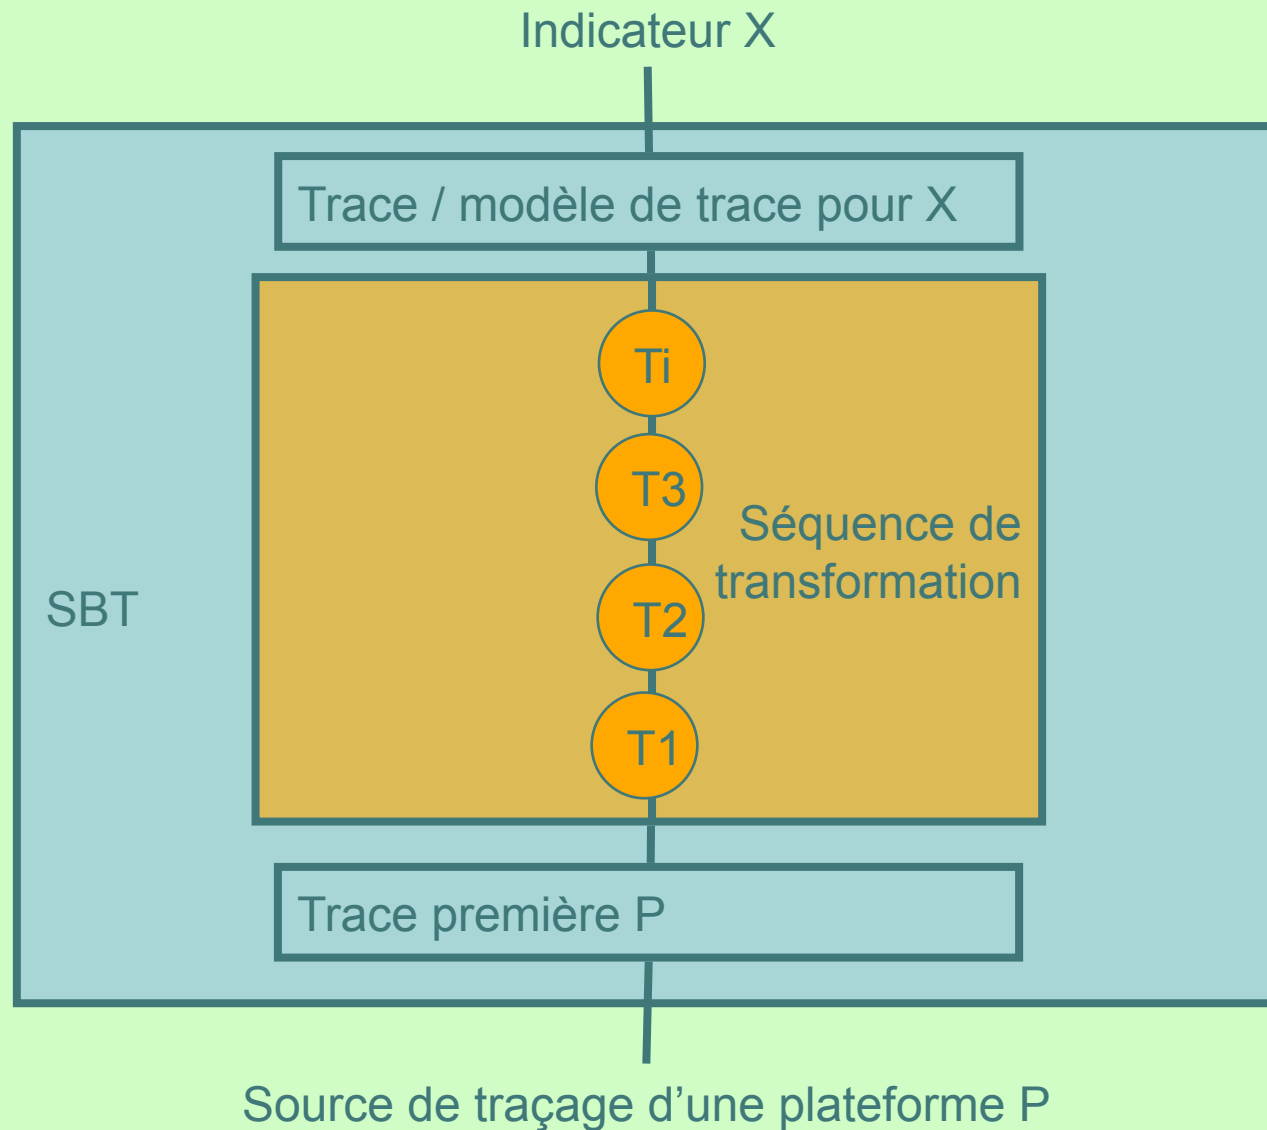 Indicateur X
Trace / modèle de trace pour X
Ti
T3
Séquence de
transformation
SBT
T2
T1
Trace première P
Source de traçage d’une plateforme P